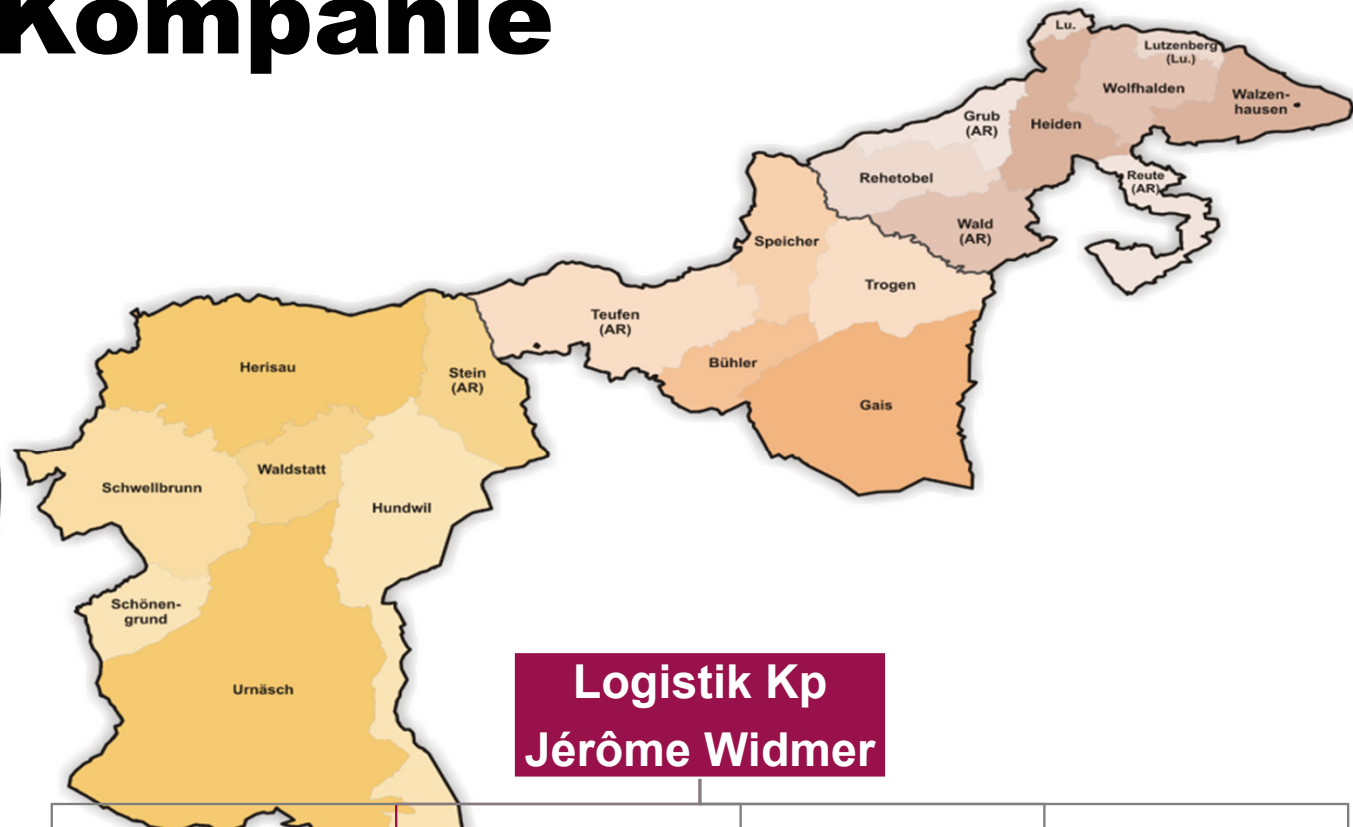 Kompanie
Lu.
Lutzenberg
(Lu.)
Wolfhalden
Walzen-
hausen
Grub
(AR)
Heiden
Rehetobel
Reute
(AR)
Wald
(AR)
Speicher
Trogen
Teufen
(AR)
Bühler
Gais
Herisau
Stein
(AR)
Waldstatt
Schwellbrunn
Hundwil
Schönen-
grund
Urnäsch
Logistik Kp
Jérôme Widmer